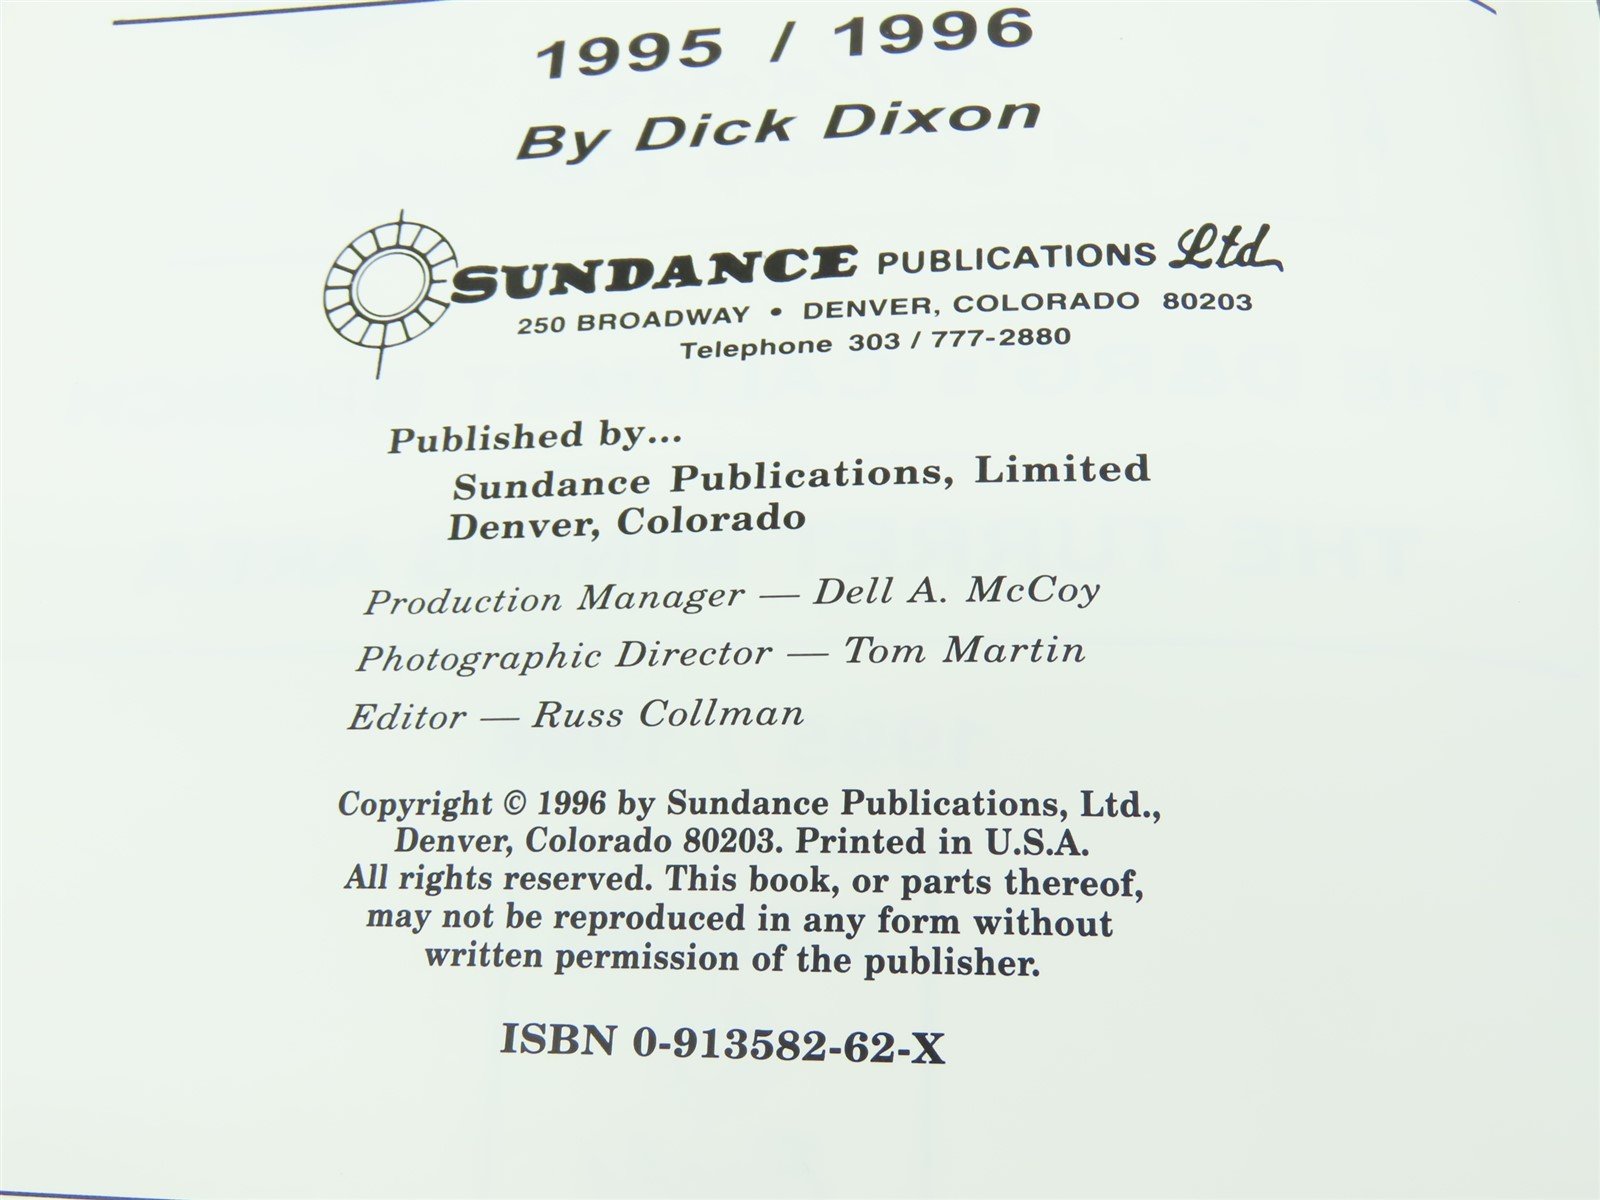 1995 / 1996
By Dick Dixon
SUNDANCE PUBLICATIONS Ltd.
250 BROADWAY • DENVER, COLORADO 80203
Telephone 303 / 777-2880
Published by...
Sundance Publications, Limited
Denver, Colorado
Production Manager — Dell A. McCoy
Photographic Director — Tom Martin
Editor — Russ Collman
Copyright © 1996 by Sundance Publications, Ltd.,
Denver, Colorado 80203. Printed in U.S.A.
All rights reserved. This book, or parts thereof,
may not be reproduced in any form without
written permission of the publisher.
ISBN 0-913582-62-X